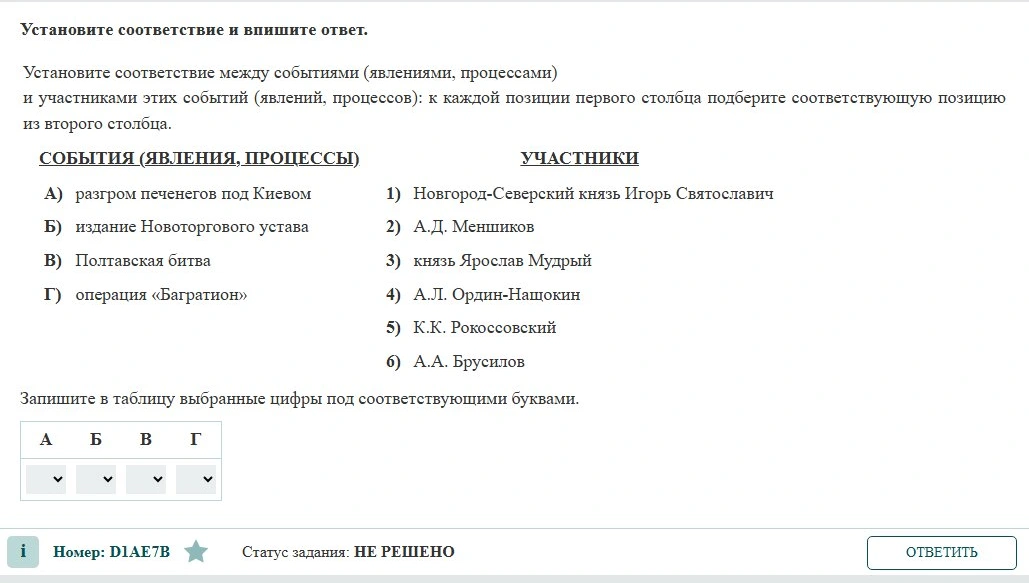 Установите соответствие и впишите ответ.
Установите соответствие между событиями (явлениями, процессами)
и участниками этих событий (явлений, процессов): к каждой позиции первого столбца подберите соответствующую позицию
из второго столбца.
СОБЫТИЯ (ЯВЛЕНИЯ, ПРОЦЕССЫ) УЧАСТНИКИ
А) разгром печенегов под Киевом 1) Новгород-Северский князь Игорь Святославич
Б) издание Новоторгового устава 2) А.Д. Меншиков
В) Полтавская битва 3) князь Ярослав Мудрый
Г) операция «Багратион» 4) А.Л. Ордин-Нащокин
5) К.К. Рокоссовский
6) А.А. Брусилов
Запишите в таблицу выбранные цифры под соответствующими буквами.
А Б В Г
i Номер: D1AE7B Статус задания: НЕ РЕШЕНО ОТВЕТИТЬ